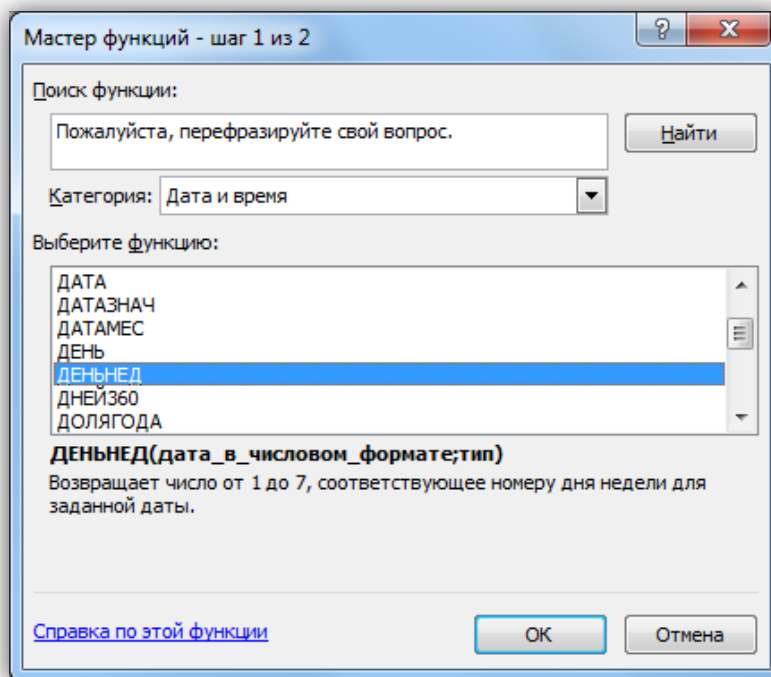 Мастер функций - шаг 1 из 2
?
Поиск функции:
Пожалуйста, перефразируйте свой вопрос.
Найти
Категория: Дата и время
Выберите функцию:
ДАТА
ДАТАЗНАЧ
ДАТАМЕС
ДЕНЬ
ДЕНЬНЕД
ДНЕЙ360
ДОЛЯГОДА
ДЕНЬНЕД(дата_в_числовом_формате;тип)
Возвращает число от 1 до 7, соответствующее номеру дня недели для
заданной даты.
Справка по этой функции
ОК
Отмена